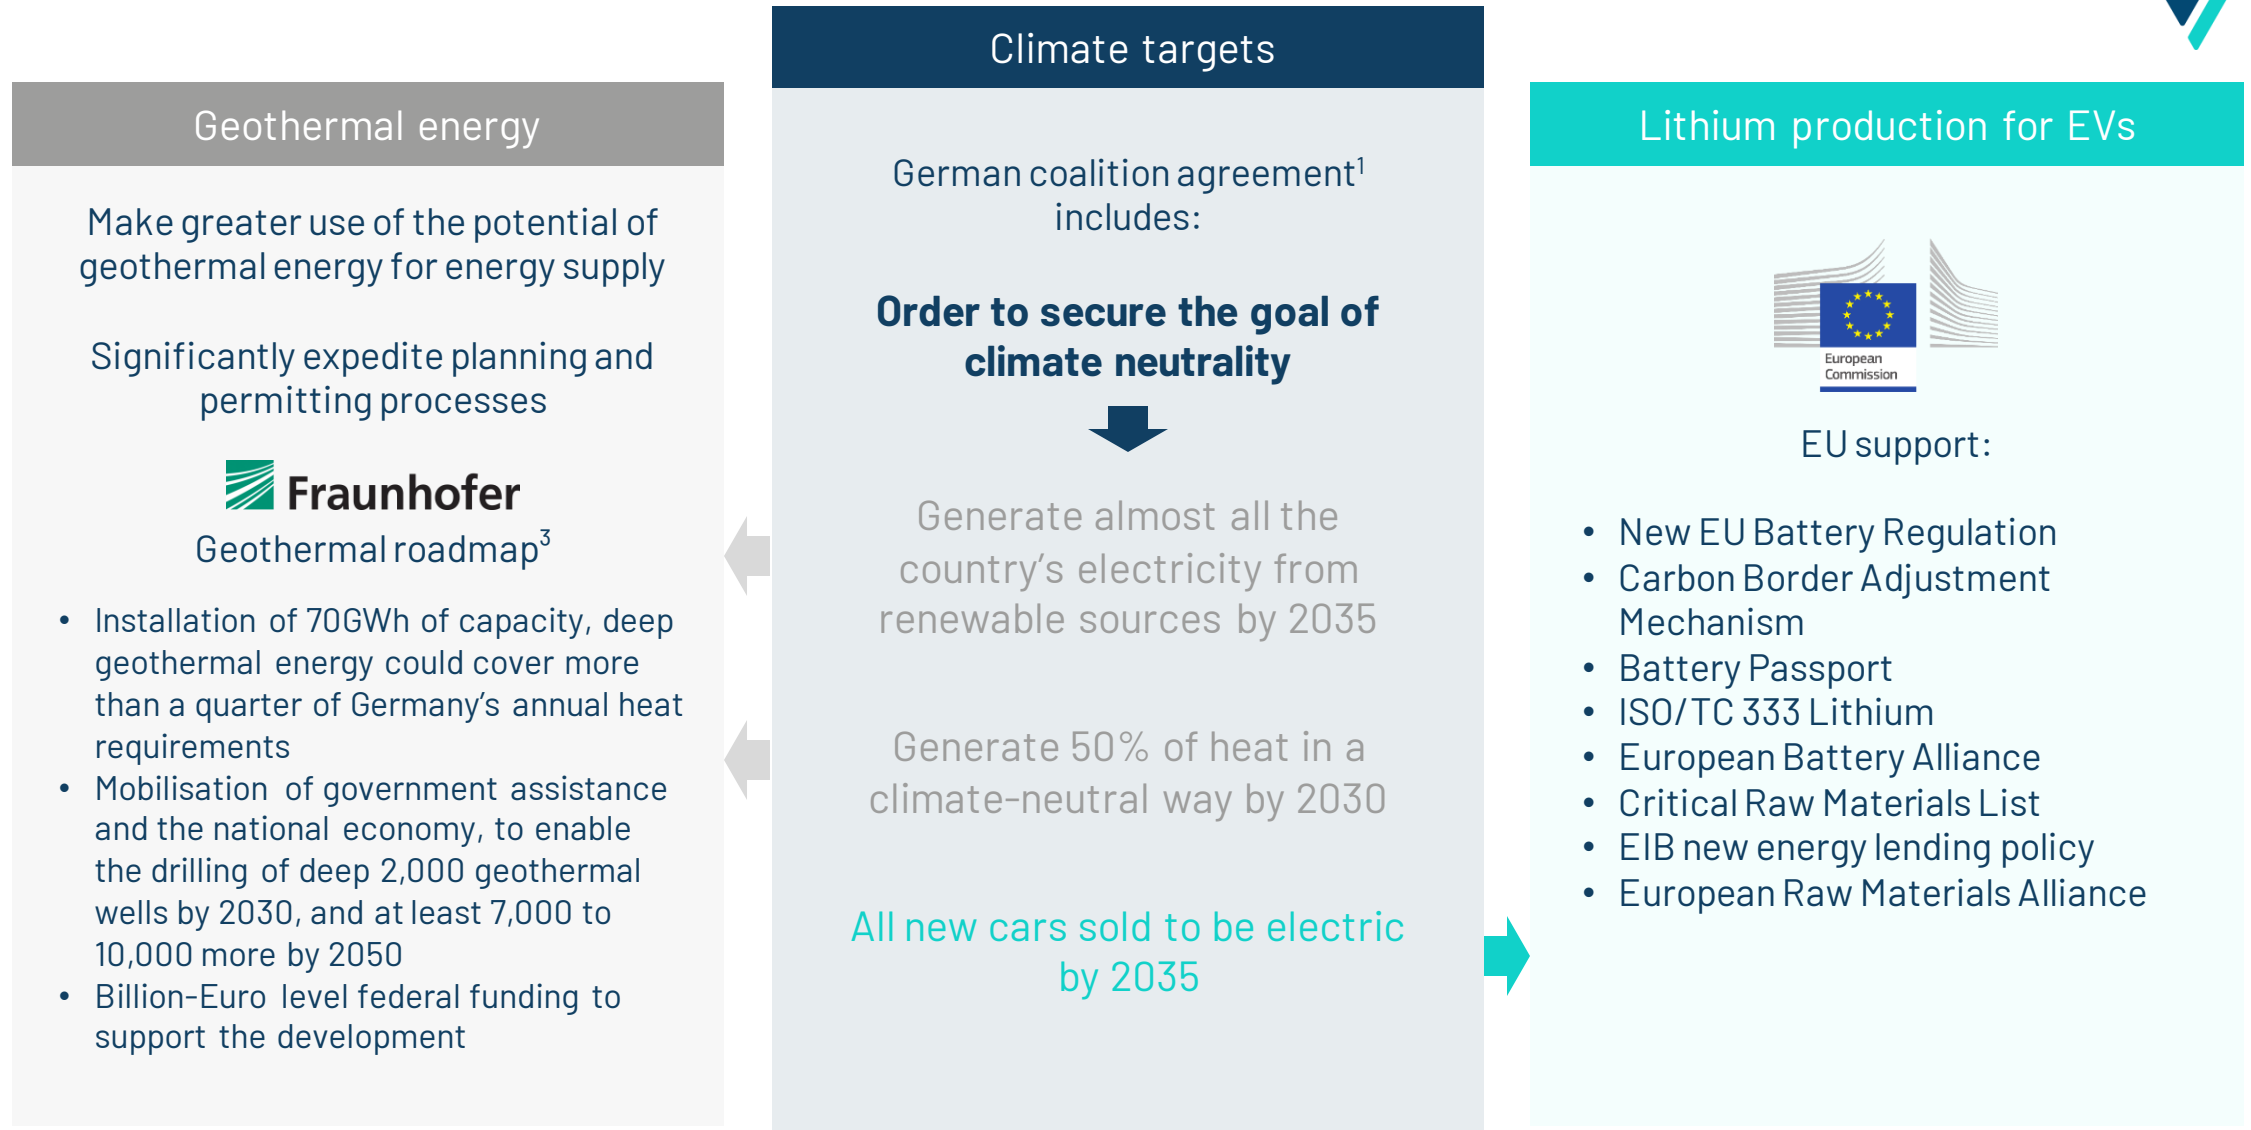 Climate targets
German coalition agreement¹
includes:
Order to secure the goal of
climate neutrality
Generate almost all the
country’s electricity from
renewable sources by 2035
Generate 50% of heat in a
climate-neutral way by 2030
All new cars sold to be electric
by 2035
Geothermal energy
Make greater use of the potential of
geothermal energy for energy supply
Significantly expedite planning and
permitting processes
Fraunhofer
Geothermal roadmap³
• Installation of 70GWh of capacity, deep
geothermal energy could cover more
than a quarter of Germany’s annual heat
requirements
• Mobilisation of government assistance
and the national economy, to enable
the drilling of deep 2,000 geothermal
wells by 2030, and at least 7,000 to
10,000 more by 2050
• Billion-Euro level federal funding to
support the development
Lithium production for EVs
European
Commission
EU support:
• New EU Battery Regulation
• Carbon Border Adjustment
Mechanism
• Battery Passport
• ISO/TC 333 Lithium
• European Battery Alliance
• Critical Raw Materials List
• EIB new energy lending policy
• European Raw Materials Alliance